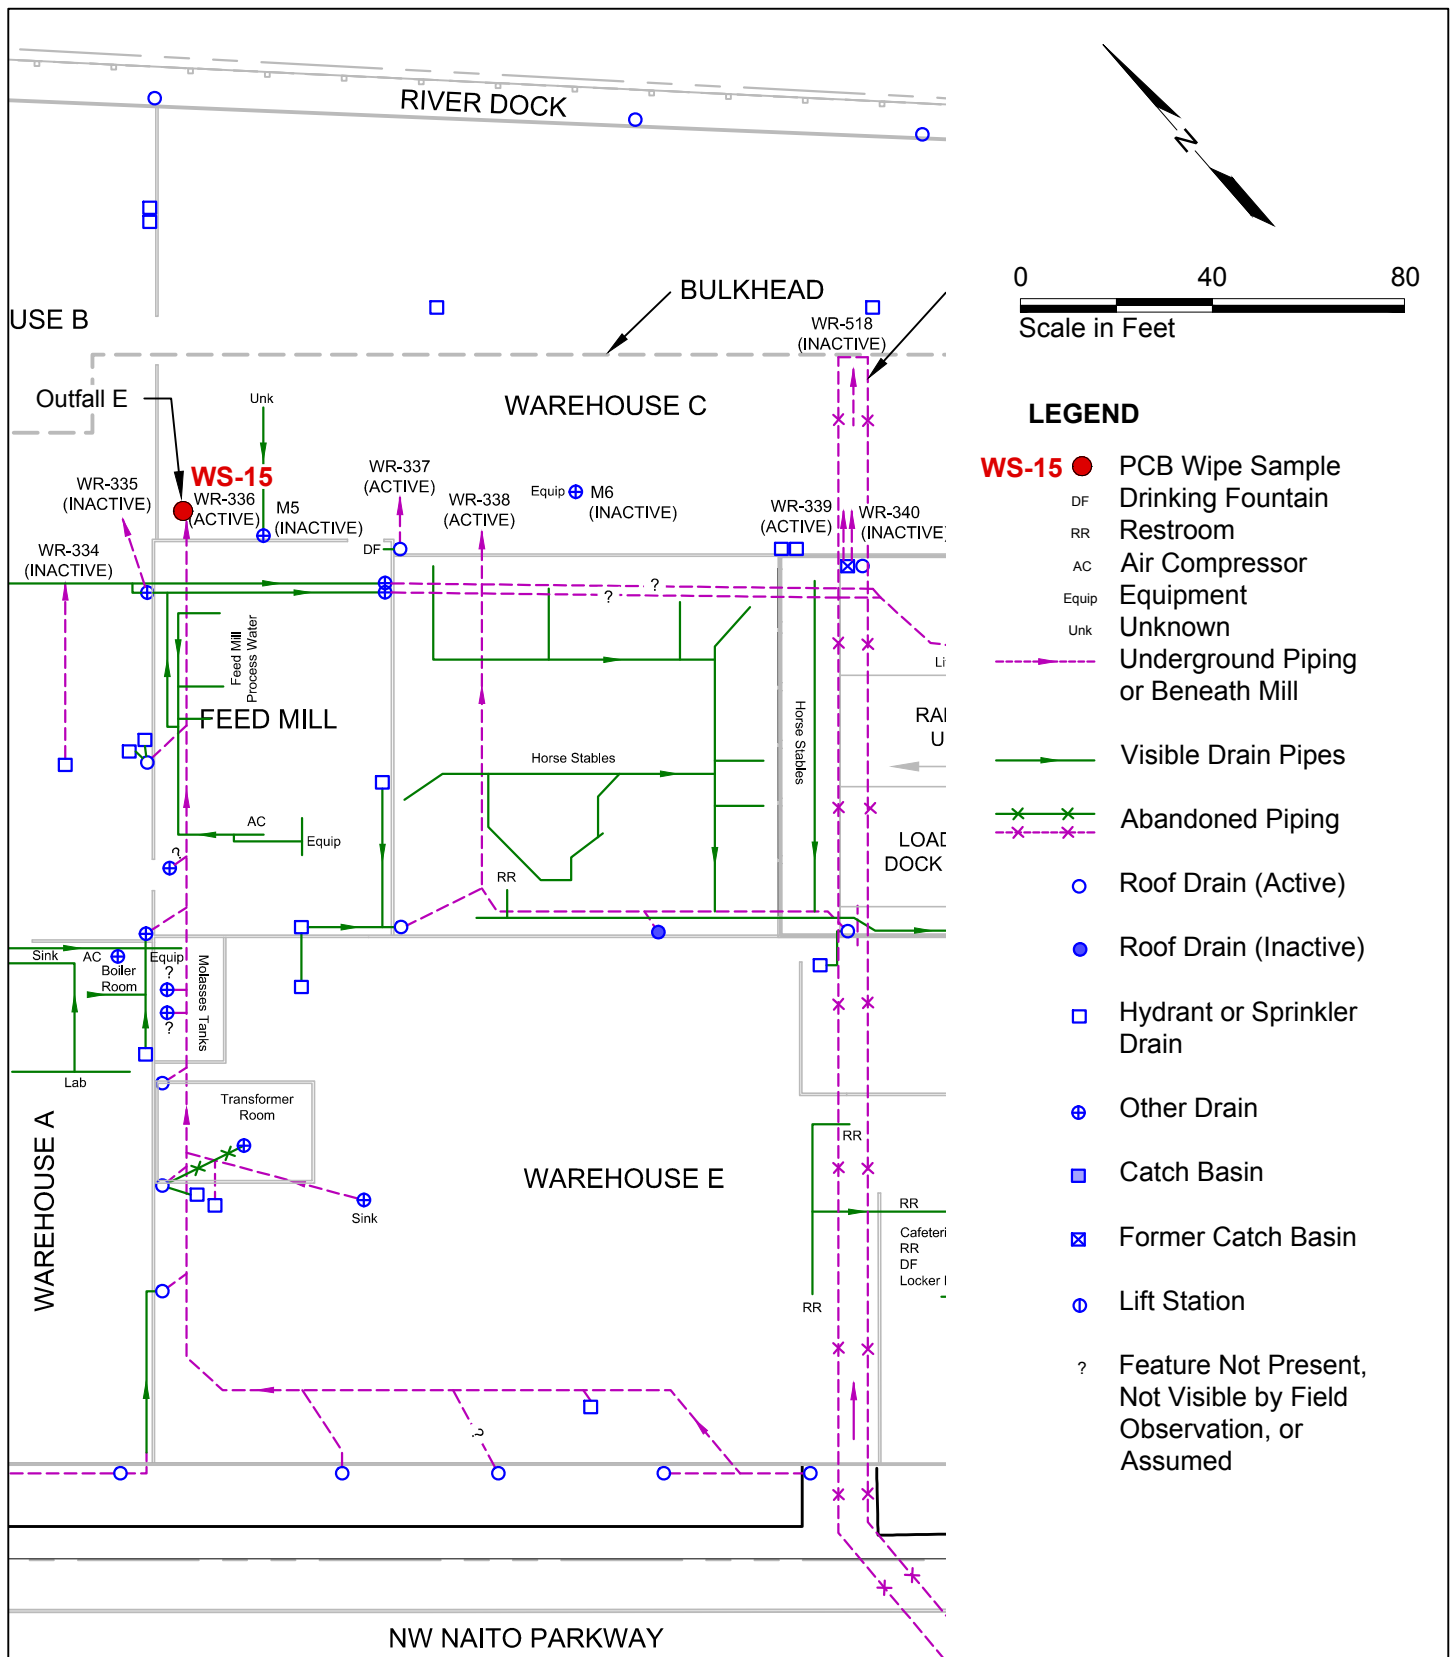 RIVER DOCK
N
0 40 80
Scale in Feet
BULKHEAD
USE B
WR-518
(INACTIVE)
Outfall E
Unk
WAREHOUSE C
WS-15
WR-335
(INACTIVE)
WR-336
(ACTIVE)
M5
(INACTIVE)
WR-337
(ACTIVE)
WR-338
(ACTIVE)
Equip
M6
(INACTIVE)
WR-339
(ACTIVE)
WR-340
(INACTIVE)
WR-334
(INACTIVE)
DF
?
?
Feed Mill
Process Water
FEED MILL
Horse Stables
Horse Stables
Li
RA
U
LOAD
DOCK
AC
Equip
?
RR
Sink
AC
Boiler
Room
Equip
?
?
Molasses Tanks
Lab
Transformer
Room
Sink
WAREHOUSE A
WAREHOUSE E
RR
RR
Cafeteri
RR
DF
Locker
RR
?
NW NAITO PARKWAY
LEGEND
WS-15 PCB Wipe Sample
DF Drinking Fountain
RR Restroom
AC Air Compressor
Equip Equipment
Unk Unknown
Underground Piping
or Beneath Mill
Visible Drain Pipes
Abandoned Piping
Roof Drain (Active)
Roof Drain (Inactive)
Hydrant or Sprinkler
Drain
Other Drain
Catch Basin
Former Catch Basin
Lift Station
? Feature Not Present,
Not Visible by Field
Observation, or
Assumed